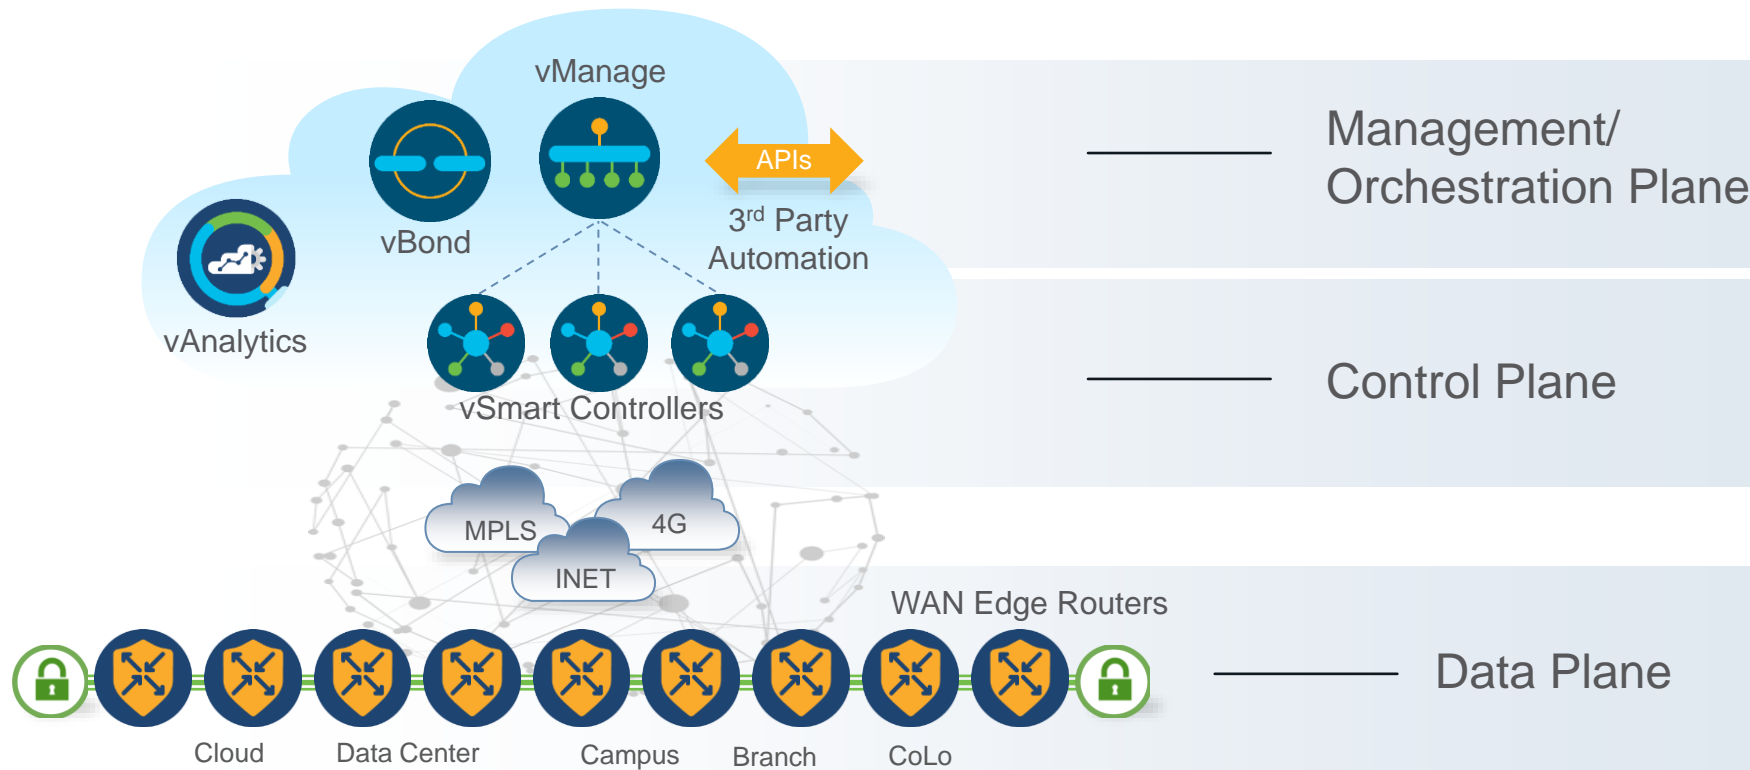 vManage
APIs
vBond
3rd Party
Automation
vAnalytics
vSmart Controllers
Management/
Orchestration Plane
Control Plane
MPLS
4G
INET
WAN Edge Routers
Data Plane
Cloud
Data Center
Campus
Branch
CoLo